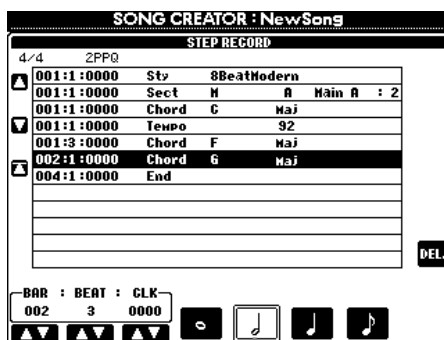 SONG CREATOR : NewSong
STEP RECORD
4/4 2PPQ
001:1:0000 Sty 8BeatModern
001:1:0000 Sect M A Main A : 2
001:1:0000 Chord C Maj
001:1:0000 Tempo 92
001:3:0000 Chord F Maj
002:1:0000 Chord G Maj
004:1:0000 End
DEL.
BAR : BEAT : CLK
002 3 0000